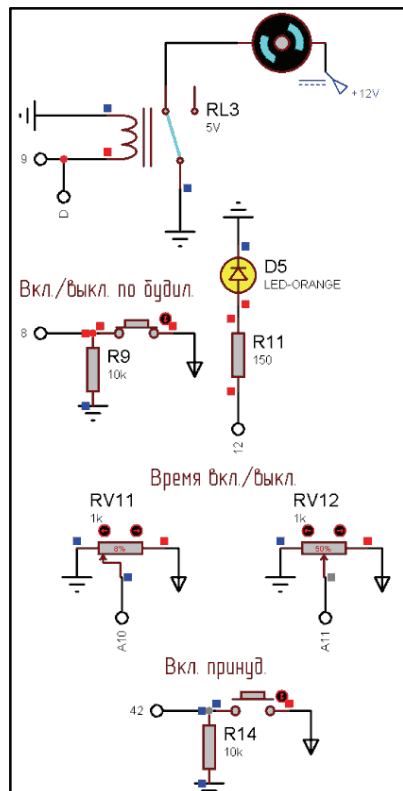 +12V
RL3
5V
9
D
D5
LED-ORANGE
Вкл./выкл. по будил.
8
R9
10k
R11
150
12
Время вкл./выкл.
RV11
1k
8%
RV12
1k
50%
A10
A11
Вкл. принуд.
42
R14
10k